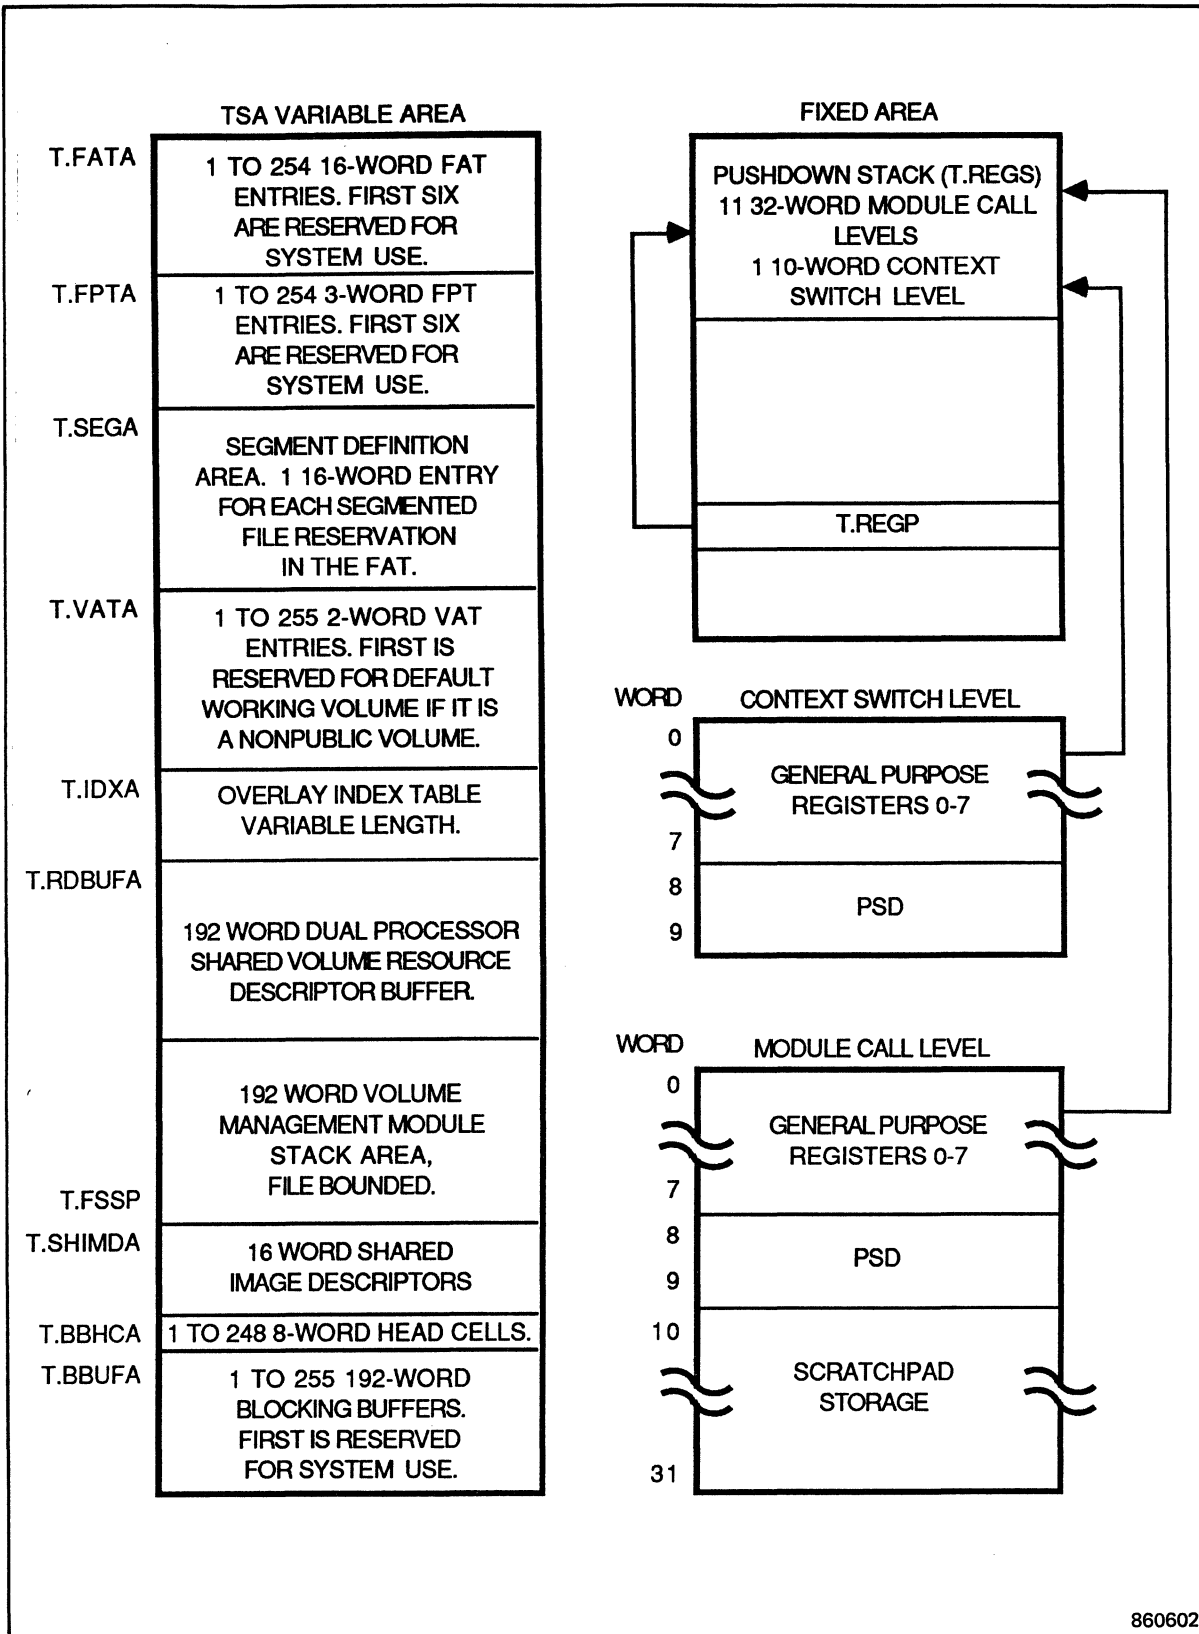 TSA VARIABLE AREA
T.FATA
1 TO 254 16-WORD FAT
ENTRIES. FIRST SIX
ARE RESERVED FOR
SYSTEM USE.
T.FPTA
1 TO 254 3-WORD FPT
ENTRIES. FIRST SIX
ARE RESERVED FOR
SYSTEM USE.
T.SEGA
SEGMENT DEFINITION
AREA. 1 16-WORD ENTRY
FOR EACH SEGMENTED
FILE RESERVATION
IN THE FAT.
T.VATA
1 TO 255 2-WORD VAT
ENTRIES. FIRST IS
RESERVED FOR DEFAULT
WORKING VOLUME IF IT IS
A NONPUBLIC VOLUME.
T.IDXA
OVERLAY INDEX TABLE
VARIABLE LENGTH.
T.RDBUFA
192 WORD DUAL PROCESSOR
SHARED VOLUME RESOURCE
DESCRIPTOR BUFFER.
192 WORD VOLUME
MANAGEMENT MODULE
STACK AREA,
FILE BOUNDED.
T.FSSP
T.SHIMDA
16 WORD SHARED
IMAGE DESCRIPTORS
T.BBHCA
1 TO 248 8-WORD HEAD CELLS.
T.BBUFA
1 TO 255 192-WORD
BLOCKING BUFFERS.
FIRST IS RESERVED
FOR SYSTEM USE.
FIXED AREA
PUSHDOWN STACK (T.REGS)
11 32-WORD MODULE CALL
LEVELS
1 10-WORD CONTEXT
SWITCH LEVEL
T.REGP
WORD
CONTEXT SWITCH LEVEL
0
GENERAL PURPOSE
REGISTERS 0-7
7
8
PSD
9
WORD
MODULE CALL LEVEL
0
GENERAL PURPOSE
REGISTERS 0-7
7
8
PSD
9
10
SCRATCHPAD
STORAGE
31
860602